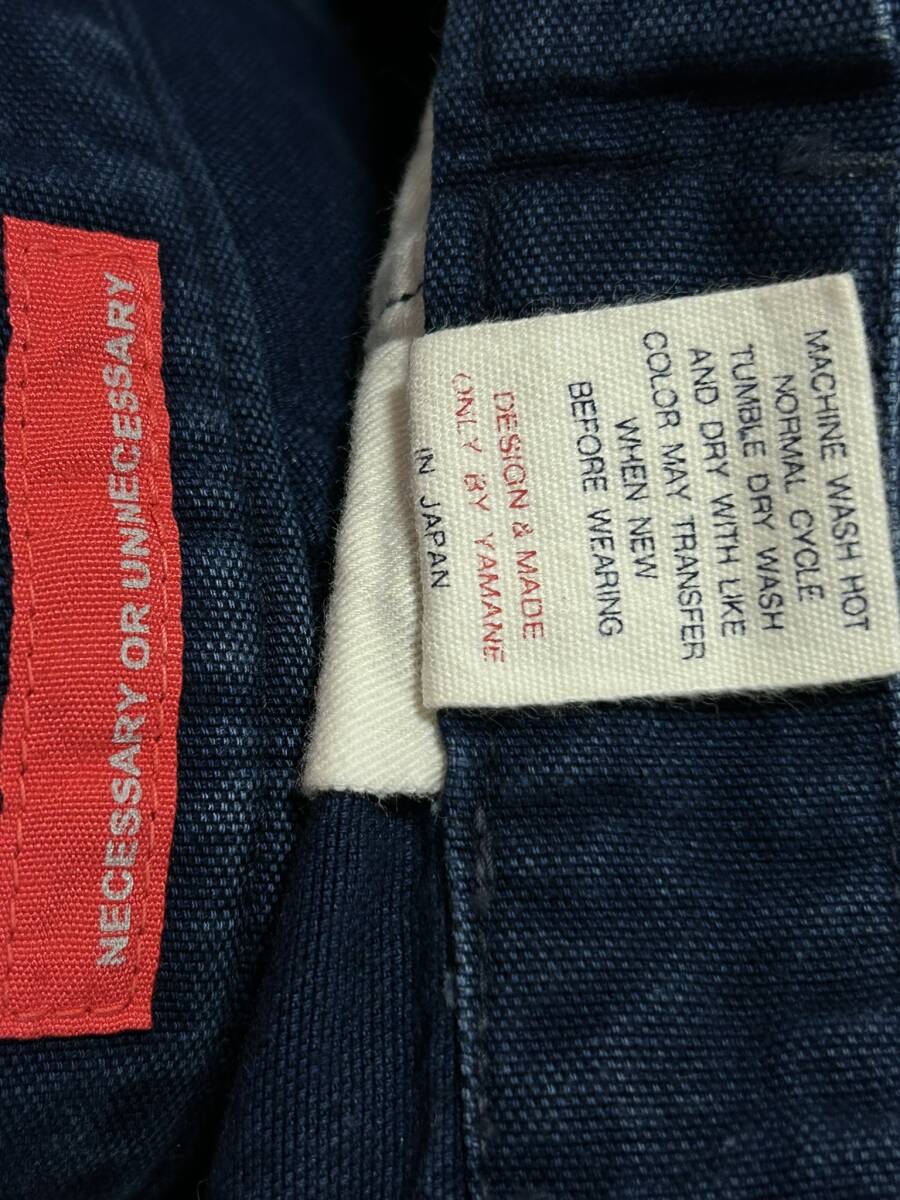 NECESSARY OR UNNECESSARY
MACHINE WASH HOT
NORMAL CYCLE
TUMBLE DRY WASH
AND DRY WITH LIKE
COLOR MAY TRANSFER
WHEN NEW
BEFORE WEARING
DESIGN & MADE
ONLY BY YAMANE
IN JAPAN